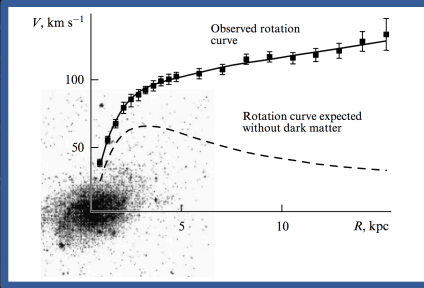 V, km s⁻¹
Observed rotation
curve
100
Rotation curve expected
without dark matter
50
5
10
R, kpc